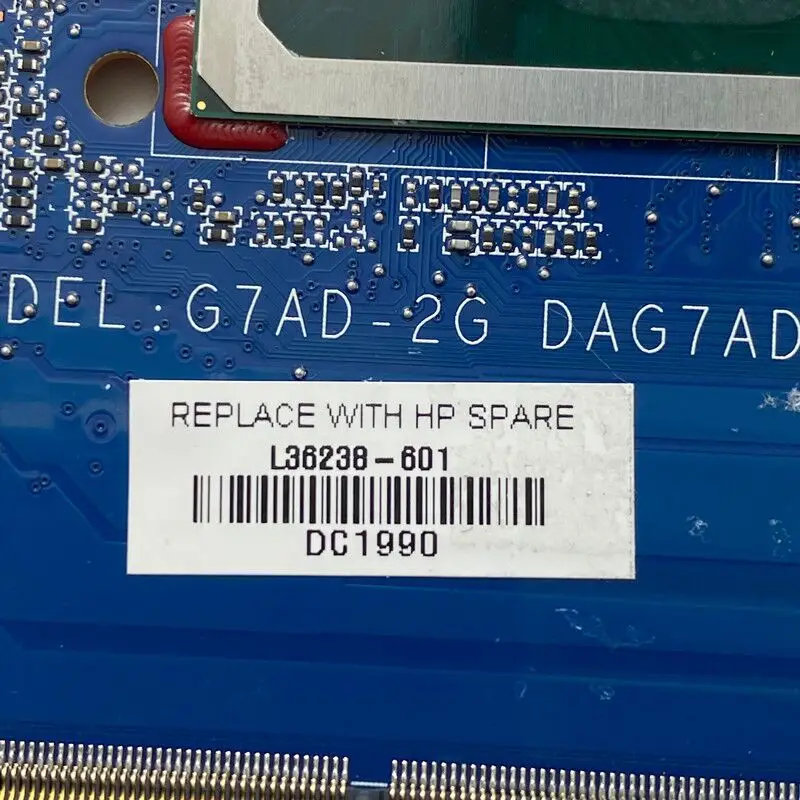 DEL:G7AD-2G DAG7AD
REPLACE WITH HP SPARE
L36238-601
DC1990